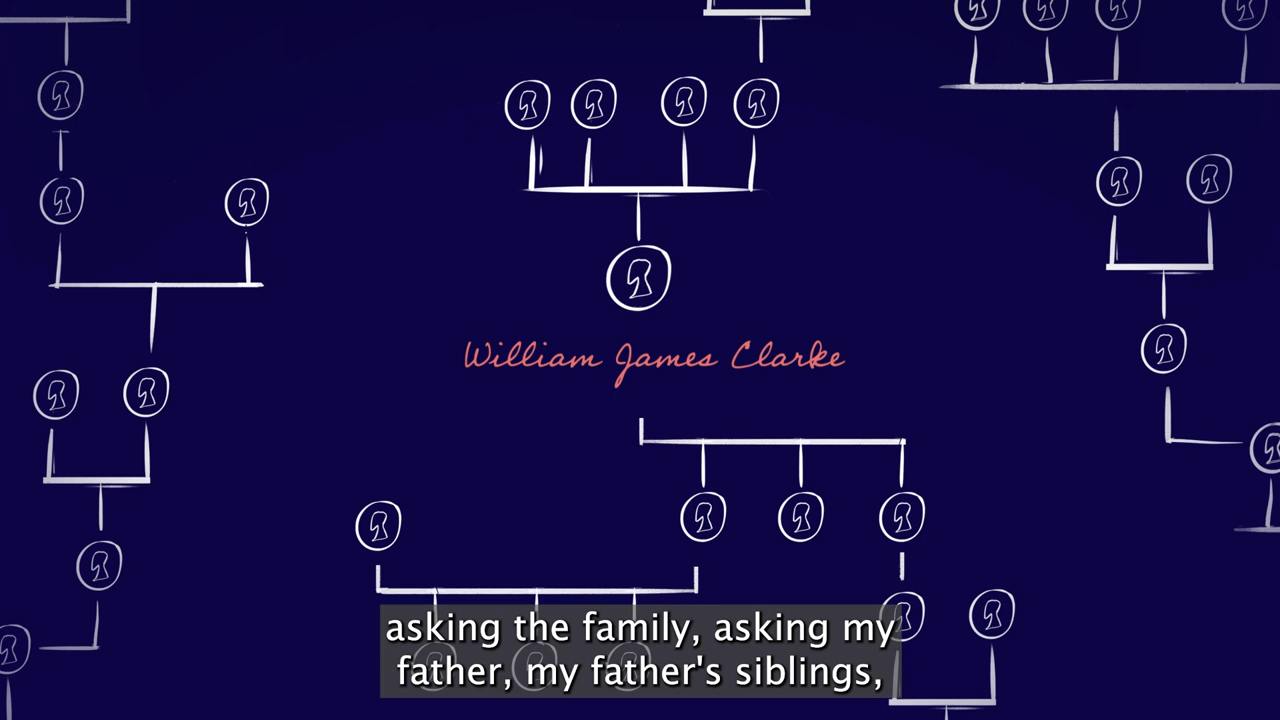 William James Clarke
asking the family, asking my
father, my father's siblings,